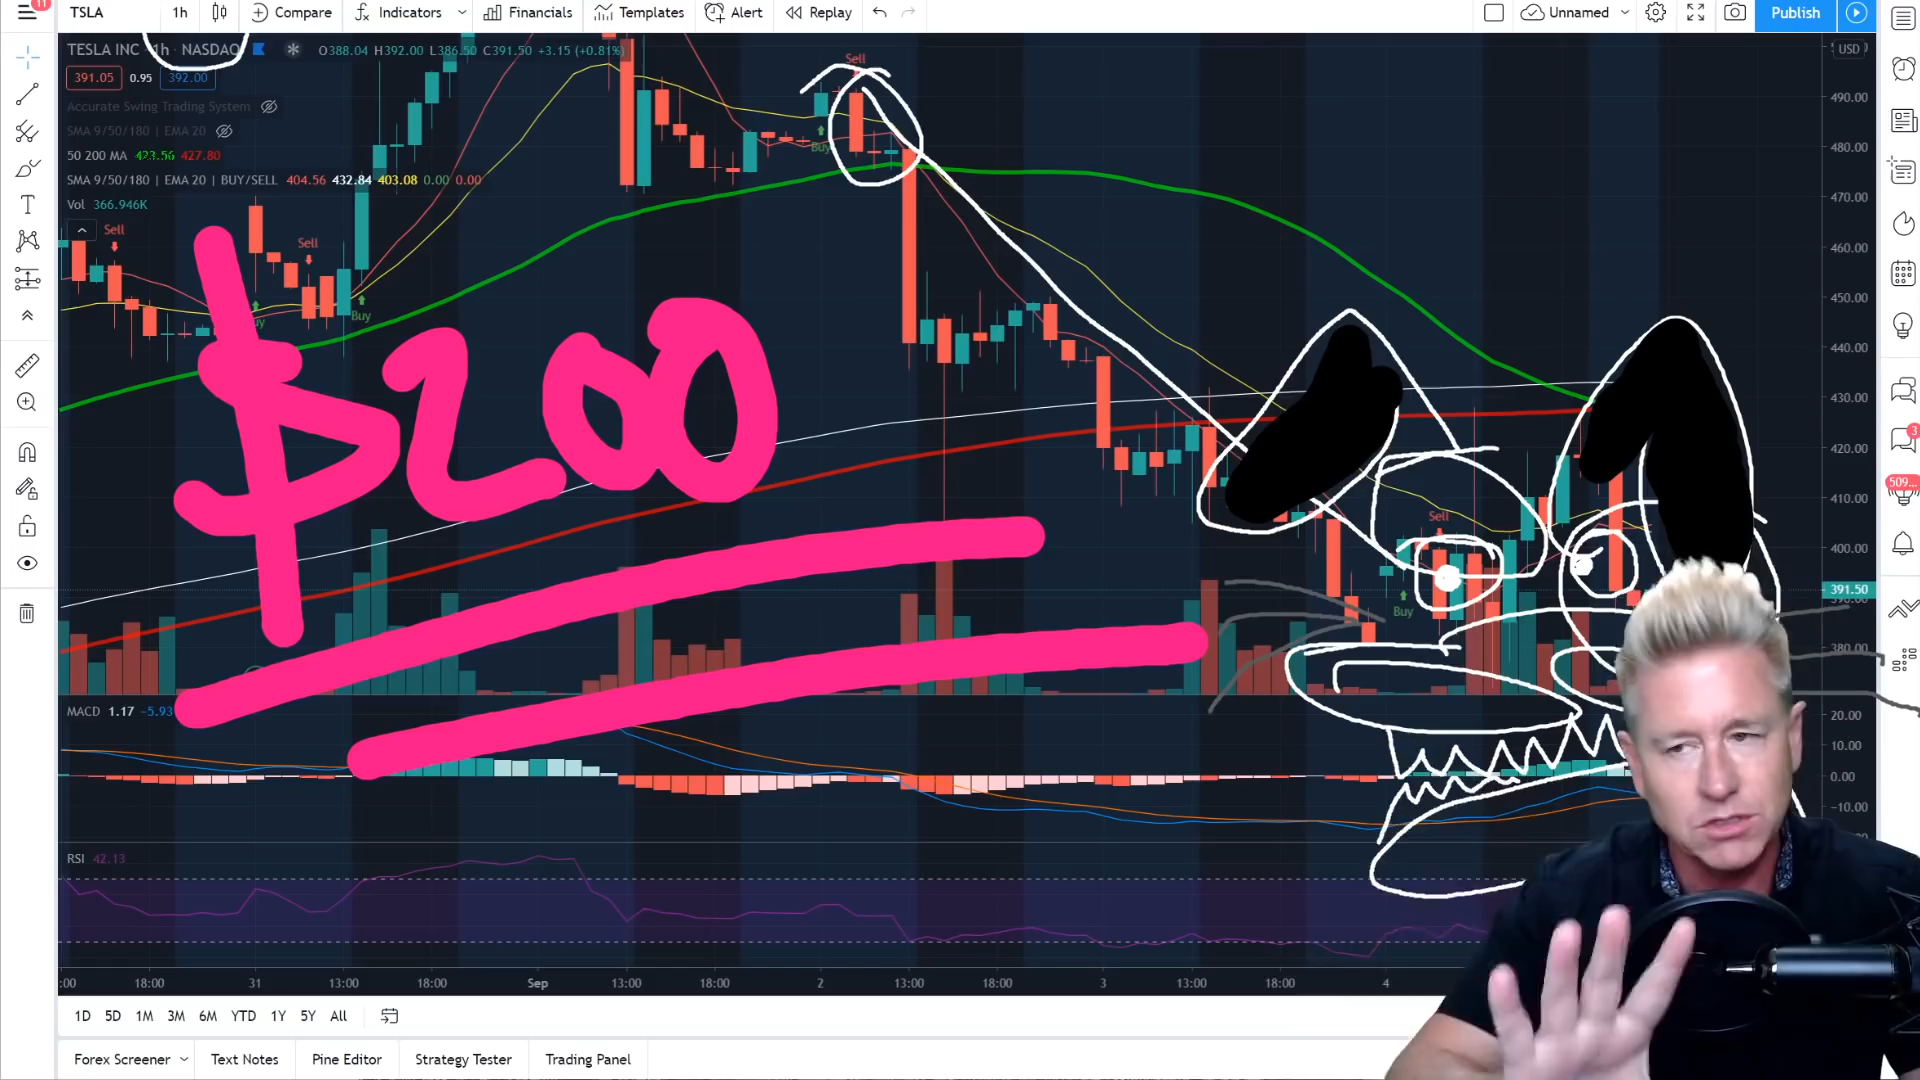 11
TSLA 1h Compare Indicators Financials Templates Alert Replay Unnamed Publish
TESLA INC · 1h · NASDAQ O388.04 H392.00 L386.50 C391.50 +3.15 (+0.81%)
USD
391.05 0.95 392.00
Accurate Swing Trading System
SMA 9/50/180 | EMA 20
50 200 MA 423.56 427.80
SMA 9/50/180 | EMA 20 | BUY/SELL 404.56 432.84 403.08 0.00 0.00
Vol 366.946K
Sell
Sell
Buy
Sell
Buy
Sell
Buy
$200
490.00
480.00
470.00
460.00
450.00
440.00
430.00
420.00
410.00
400.00
391.50
380.00
3
509...
MACD 1.17 -5.93
20.00
10.00
0.00
-10.00
RSI 42.13
:00 18:00 31 13:00 18:00 Sep 13:00 18:00 2 13:00 18:00 3 13:00 18:00 4
1D 5D 1M 3M 6M YTD 1Y 5Y All
Forex Screener Text Notes Pine Editor Strategy Tester Trading Panel